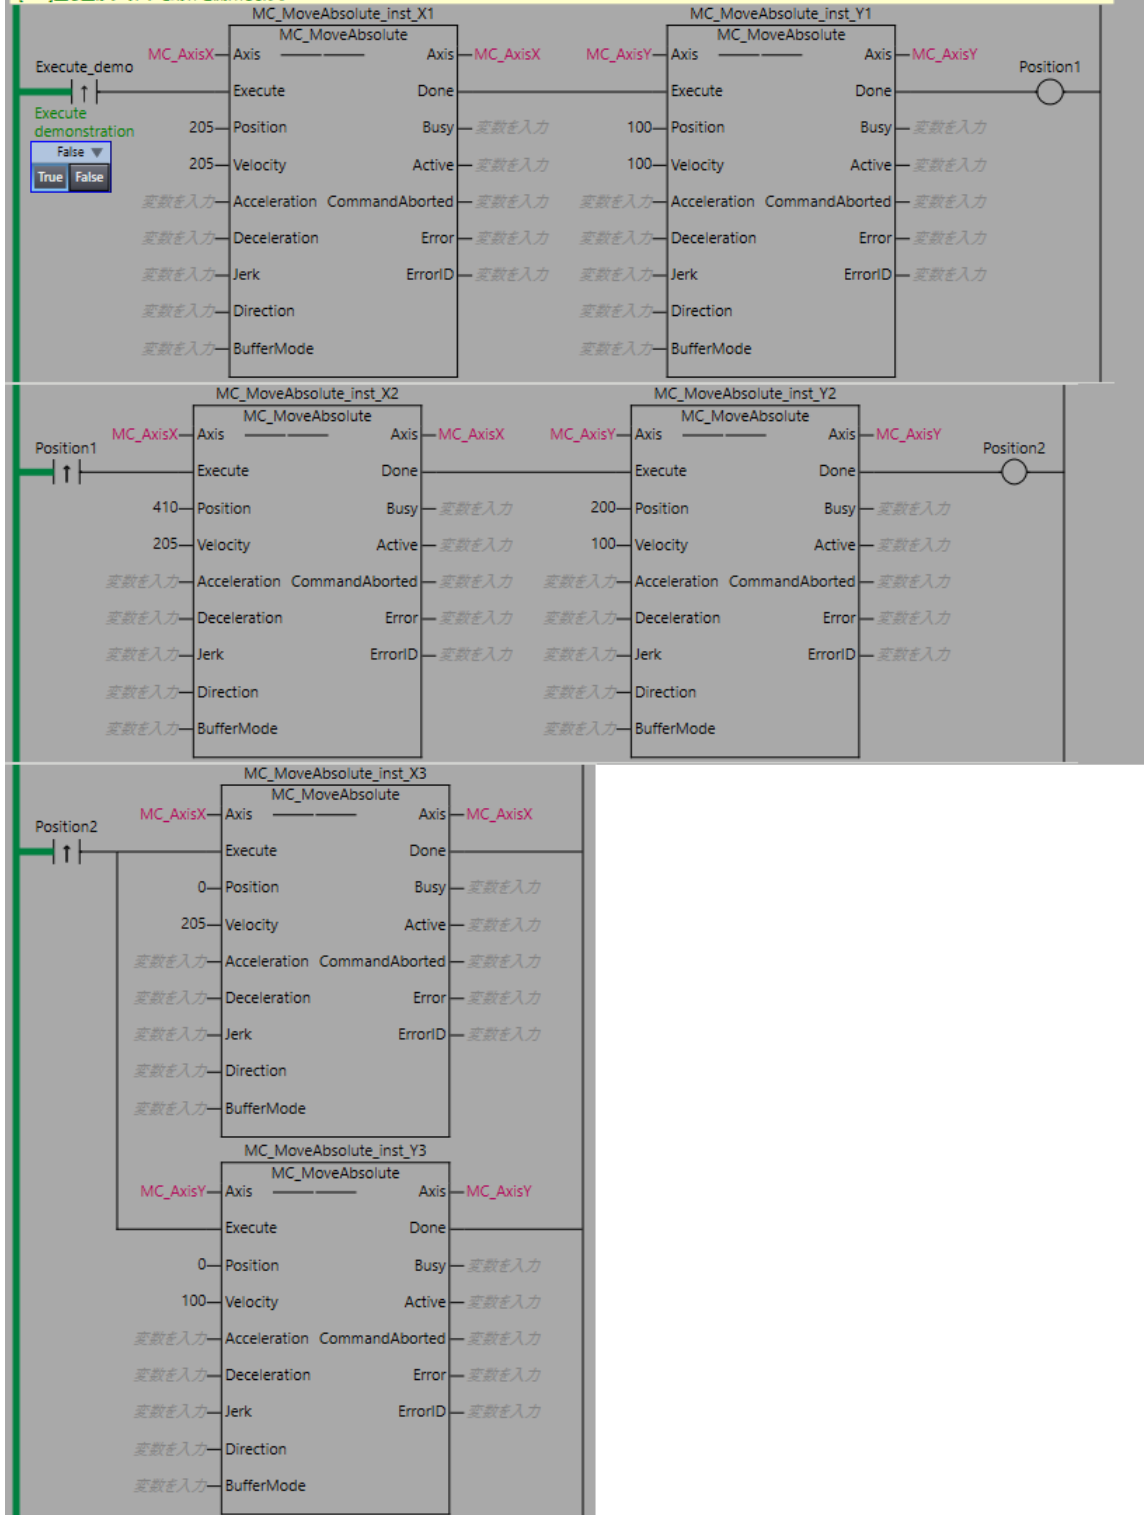 MC_MoveAbsolute_inst_X1 MC_MoveAbsolute_inst_Y1
MC_MoveAbsolute MC_MoveAbsolute
MC_AxisX Axis Axis MC_AxisX MC_AxisY Axis Axis MC_AxisY
Execute_demo Position1
Execute Done Execute Done
Execute
demonstration
205 Position Busy 変数を入力 100 Position Busy 変数を入力
False
205 Velocity Active 変数を入力 100 Velocity Active 変数を入力
True False
変数を入力 Acceleration CommandAborted 変数を入力 変数を入力 Acceleration CommandAborted 変数を入力
変数を入力 Deceleration Error 変数を入力 変数を入力 Deceleration Error 変数を入力
変数を入力 Jerk ErrorID 変数を入力 変数を入力 Jerk ErrorID 変数を入力
変数を入力 Direction 変数を入力 Direction
変数を入力 BufferMode 変数を入力 BufferMode
MC_MoveAbsolute_inst_X2 MC_MoveAbsolute_inst_Y2
MC_MoveAbsolute MC_MoveAbsolute
MC_AxisX Axis Axis MC_AxisX MC_AxisY Axis Axis MC_AxisY
Position1 Position2
Execute Done Execute Done
410 Position Busy 変数を入力 200 Position Busy 変数を入力
205 Velocity Active 変数を入力 100 Velocity Active 変数を入力
変数を入力 Acceleration CommandAborted 変数を入力 変数を入力 Acceleration CommandAborted 変数を入力
変数を入力 Deceleration Error 変数を入力 変数を入力 Deceleration Error 変数を入力
変数を入力 Jerk ErrorID 変数を入力 変数を入力 Jerk ErrorID 変数を入力
変数を入力 Direction 変数を入力 Direction
変数を入力 BufferMode 変数を入力 BufferMode
MC_MoveAbsolute_inst_X3
MC_MoveAbsolute
MC_AxisX Axis Axis MC_AxisX
Position2
Execute Done
0 Position Busy 変数を入力
205 Velocity Active 変数を入力
変数を入力 Acceleration CommandAborted 変数を入力
変数を入力 Deceleration Error 変数を入力
変数を入力 Jerk ErrorID 変数を入力
変数を入力 Direction
変数を入力 BufferMode
MC_MoveAbsolute_inst_Y3
MC_MoveAbsolute
MC_AxisY Axis Axis MC_AxisY
Execute Done
0 Position Busy 変数を入力
100 Velocity Active 変数を入力
変数を入力 Acceleration CommandAborted 変数を入力
変数を入力 Deceleration Error 変数を入力
変数を入力 Jerk ErrorID 変数を入力
変数を入力 Direction
変数を入力 BufferMode